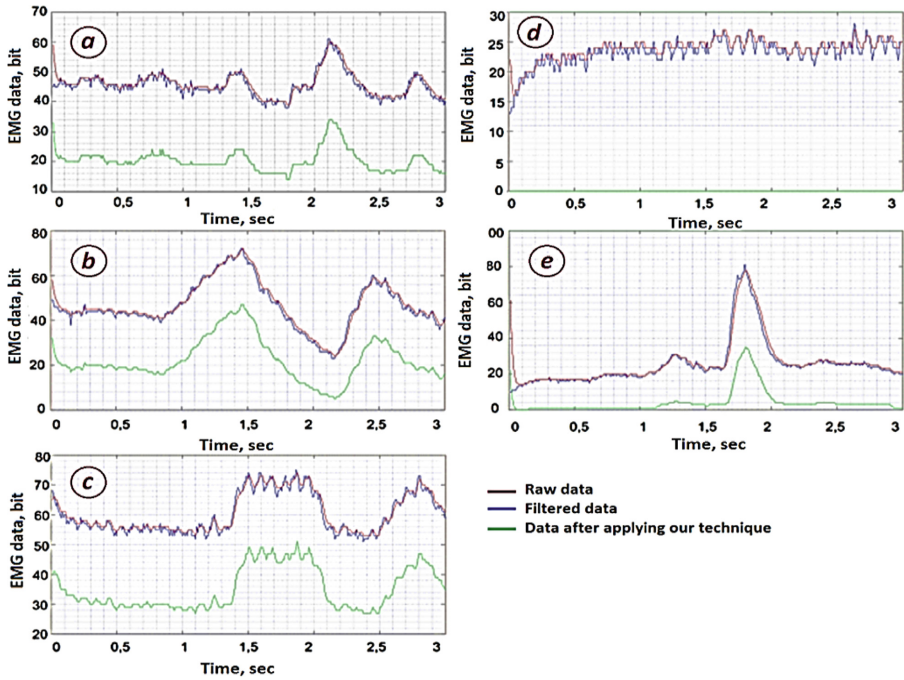 a
EMG data, bit
70
60
50
40
30
20
10
0 0,5 1 1,5 2 2,5 3
Time, sec
b
EMG data, bit
80
60
40
20
0
0 0,5 1 1,5 2 2,5 3
Time, sec
c
EMG data, bit
80
70
60
50
40
30
20
0 0,5 1 1,5 2 2,5 3
Time, sec
d
EMG data, bit
30
25
20
15
10
5
0
0 0,5 1 1,5 2 2,5 3
Time, sec
e
EMG data, bit
00
80
60
40
20
00
0 0,5 1 1,5 2 2,5 3
Time, sec
Raw data
Filtered data
Data after applying our technique